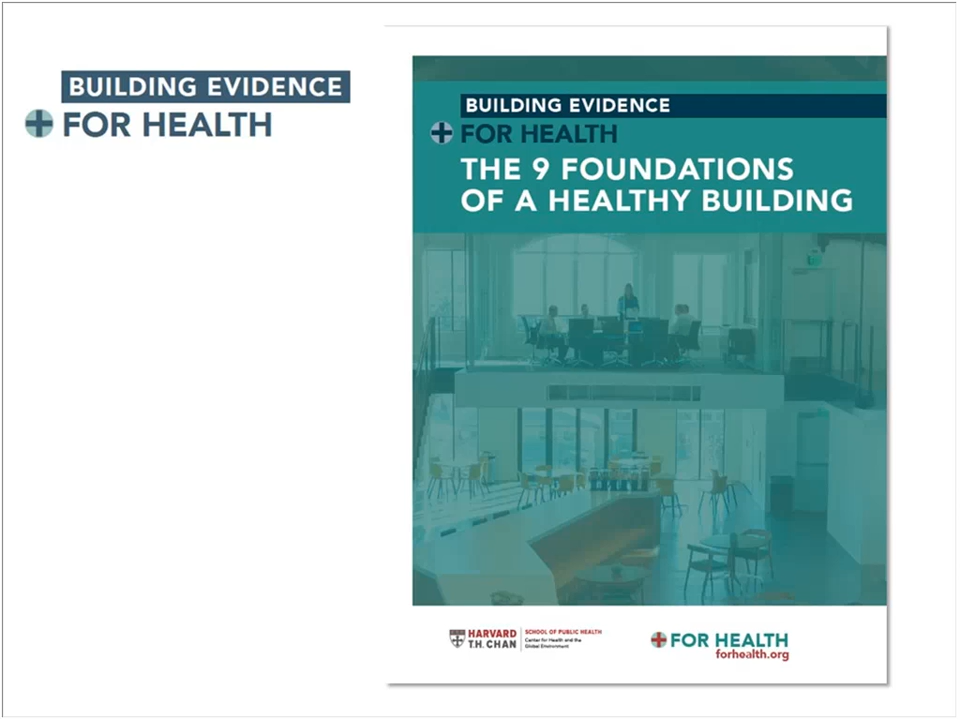 BUILDING EVIDENCE
FOR HEALTH
BUILDING EVIDENCE
FOR HEALTH
THE 9 FOUNDATIONS
OF A HEALTHY BUILDING
HARVARD
T.H. CHAN
SCHOOL OF PUBLIC HEALTH
Center for Health and the
Global Environment
FOR HEALTH
forhealth.org